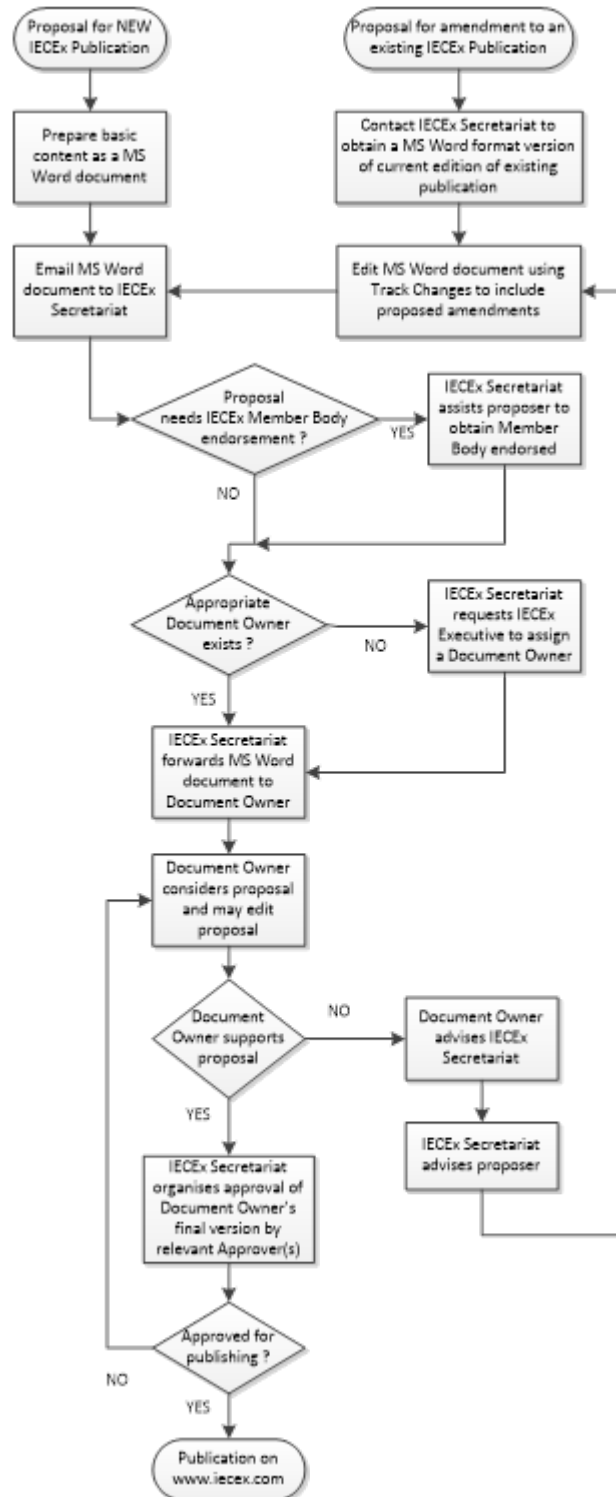 Proposal for NEW
IECEx Publication
Proposal for amendment to an
existing IECEx Publication
Prepare basic
content as a MS
Word document
Contact IECEx Secretariat to
obtain a MS Word format version
of current edition of existing
publication
Email MS Word
document to IECEx
Secretariat
Edit MS Word document using
Track Changes to include
proposed amendments
Proposal
needs IECEx Member Body
endorsement ?
YES
IECEx Secretariat
assists proposer to
obtain Member
Body endorsed
NO
Appropriate
Document Owner
exists ?
NO
IECEx Secretariat
requests IECEx
Executive to assign
a Document Owner
YES
IECEx Secretariat
forwards MS Word
document to
Document Owner
Document Owner
considers proposal
and may edit
proposal
Document
Owner supports
proposal
NO
Document Owner
advises IECEx
Secretariat
YES
IECEx Secretariat
advises proposer
IECEx Secretariat
organises approval of
Document Owner's
final version by
relevant Approver(s)
Approved for
publishing ?
NO
YES
Publication on
www.iecex.com